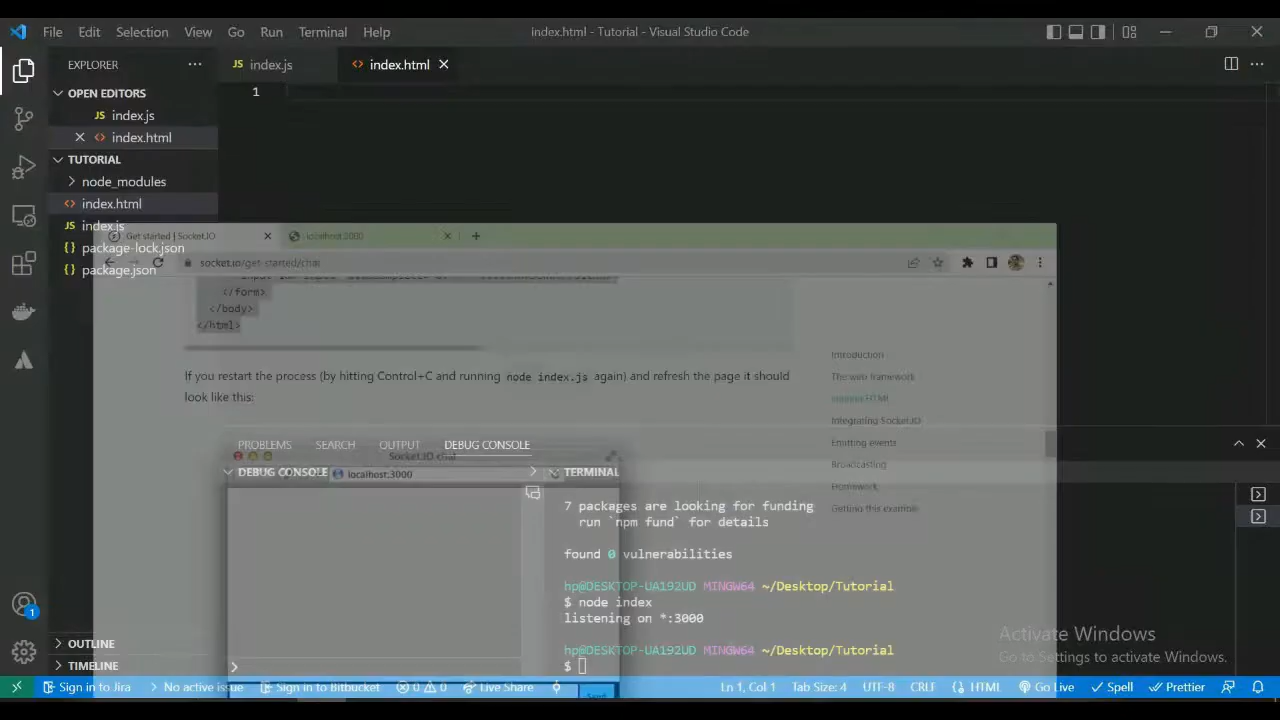 File Edit Selection View Go Run Terminal Help
index.html - Tutorial - Visual Studio Code
EXPLORER
JS index.js
index.html
OPEN EDITORS
JS index.js
index.html
TUTORIAL
node_modules
index.html
JS index.js
package-lock.json
package.json
OUTLINE
TIMELINE
1
Get started | Socket.IO
localhost:3000
socket.io/get-started/chat
</form>
</body>
</html>
If you restart the process (by hitting Control+C and running node index.js again) and refresh the page it should
look like this:
Introduction
The web framework
Serving HTML
Integrating Socket.IO
Emitting events
Broadcasting
Homework
Getting this example
Socket.IO chat
localhost:3000
Send
PROBLEMS SEARCH OUTPUT DEBUG CONSOLE
DEBUG CONSOLE
TERMINAL
7 packages are looking for funding
run `npm fund` for details
found 0 vulnerabilities
hp@DESKTOP-UA192UD MINGW64 ~/Desktop/Tutorial
$ node index
listening on *:3000
hp@DESKTOP-UA192UD MINGW64 ~/Desktop/Tutorial
$
Activate Windows
Go to Settings to activate Windows.
1
Sign in to Jira No active issue Sign in to Bitbucket 0 0 Live Share
Ln 1, Col 1 Tab Size: 4 UTF-8 CRLF HTML Go Live Spell Prettier